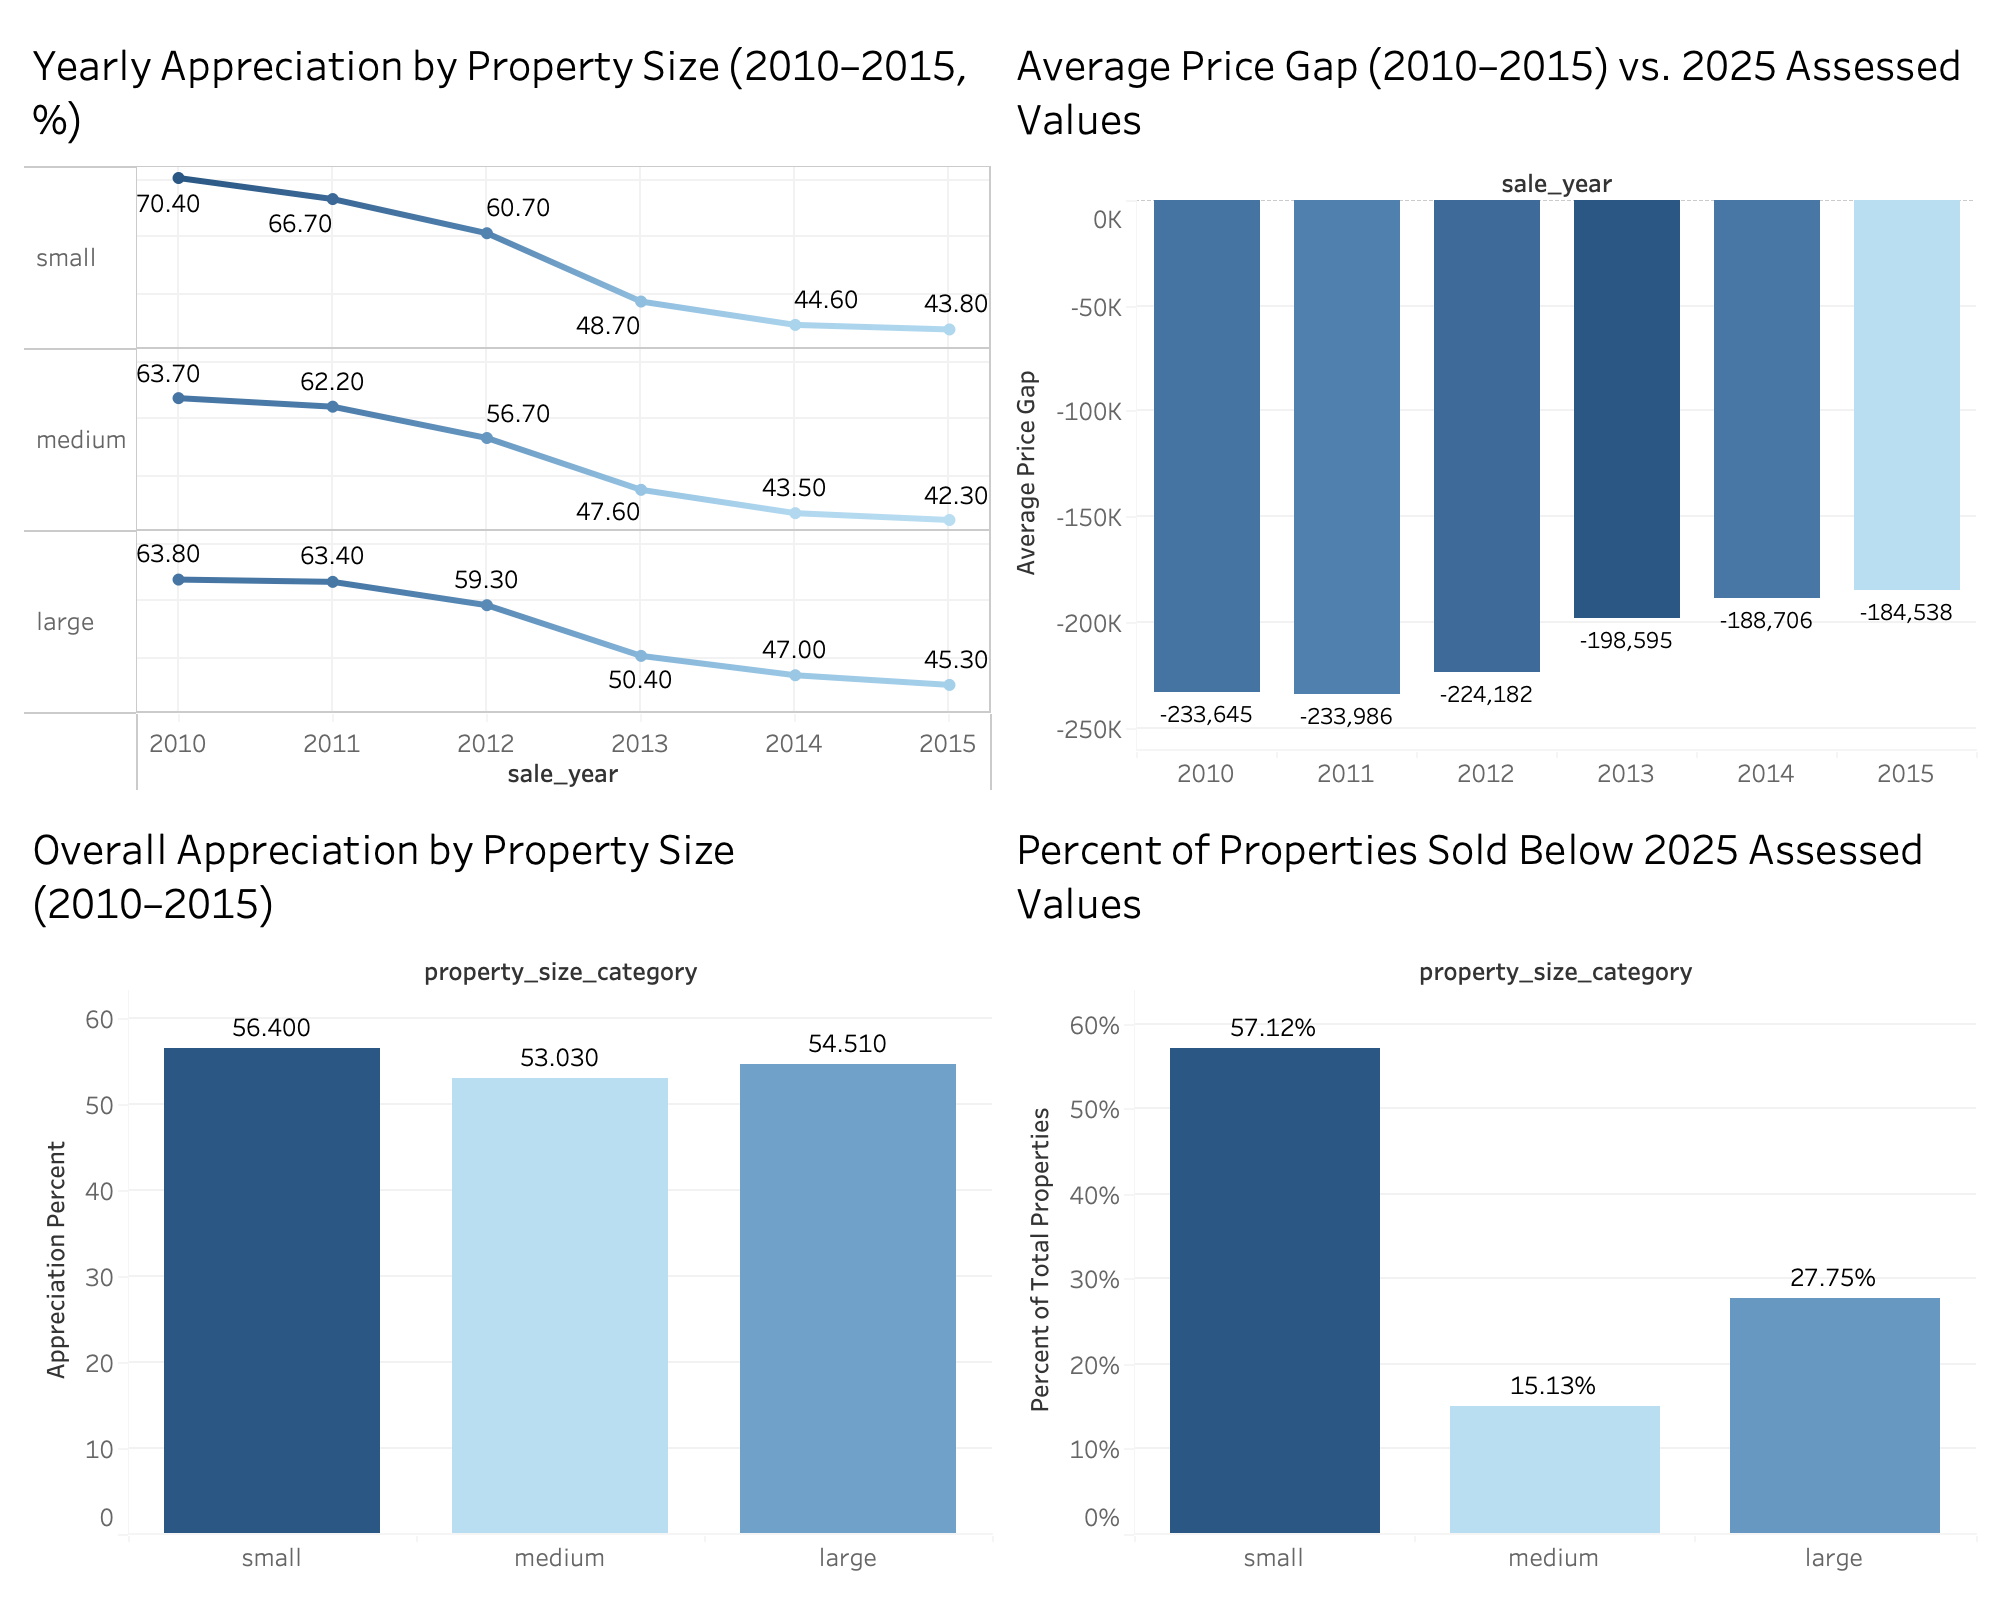 Yearly Appreciation by Property Size (2010–2015,
%)
small
70.40
66.70
60.70
48.70
44.60
43.80
medium
63.70
62.20
56.70
47.60
43.50
42.30
large
63.80
63.40
59.30
50.40
47.00
45.30
2010 2011 2012 2013 2014 2015
sale_year
Average Price Gap (2010–2015) vs. 2025 Assessed
Values
sale_year
Average Price Gap
0K
-50K
-100K
-150K
-200K
-250K
-233,645
-233,986
-224,182
-198,595
-188,706
-184,538
2010 2011 2012 2013 2014 2015
Overall Appreciation by Property Size
(2010–2015)
property_size_category
Appreciation Percent
60
50
40
30
20
10
0
56.400
53.030
54.510
small medium large
Percent of Properties Sold Below 2025 Assessed
Values
property_size_category
Percent of Total Properties
60%
50%
40%
30%
20%
10%
0%
57.12%
15.13%
27.75%
small medium large